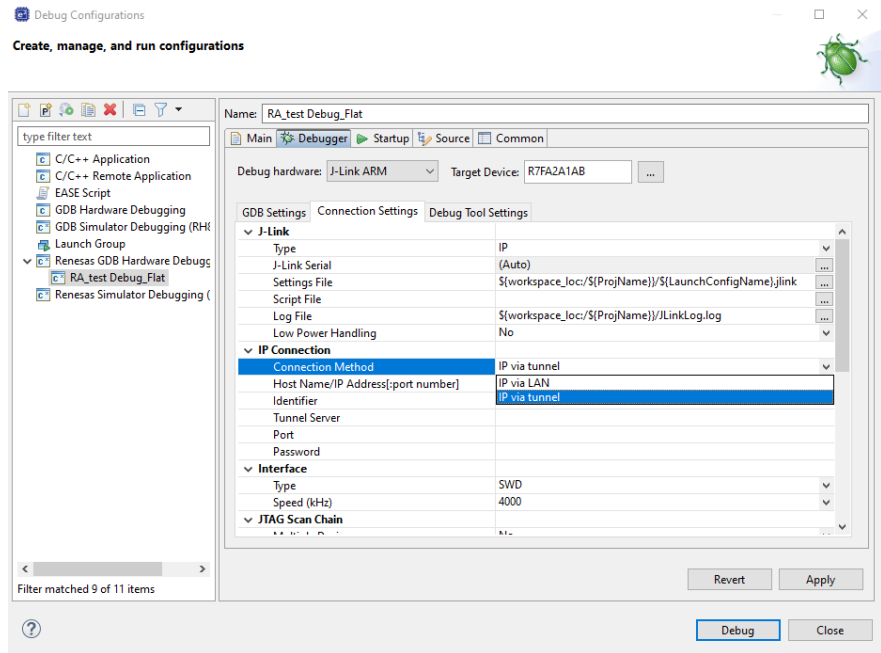 Debug Configurations
Create, manage, and run configurations
Name: RA_test Debug_Flat
type filter text
Main Debugger Startup Source Common
C/C++ Application
C/C++ Remote Application
EASE Script
GDB Hardware Debugging
GDB Simulator Debugging (RH8
Launch Group
Renesas GDB Hardware Debugg
RA_test Debug_Flat
Renesas Simulator Debugging (
Debug hardware: J-Link ARM Target Device: R7FA2A1AB ...
GDB Settings Connection Settings Debug Tool Settings
J-Link
Type IP
J-Link Serial (Auto) ...
Settings File ${workspace_loc:/${ProjName}}/${LaunchConfigName}.jlink ...
Script File ...
Log File ${workspace_loc:/${ProjName}}/JLinkLog.log ...
Low Power Handling No
IP Connection
Connection Method IP via tunnel
Host Name/IP Address[:port number] IP via LAN
Identifier IP via tunnel
Tunnel Server
Port
Password
Interface
Type SWD
Speed (kHz) 4000
JTAG Scan Chain
Filter matched 9 of 11 items
Revert Apply
? Debug Close